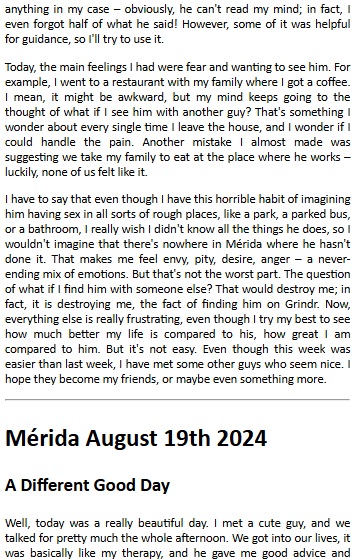 anything in my case – obviously, he can't read my mind; in fact, I
even forgot half of what he said! However, some of it was helpful
for guidance, so I'll try to use it.
Today, the main feelings I had were fear and wanting to see him. For
example, I went to a restaurant with my family where I got a coffee.
I mean, it might be awkward, but my mind keeps going to the
thought of what if I see him with another guy? That's something I
wonder about every single time I leave the house, and I wonder if I
could handle the pain. Another mistake I almost made was
suggesting we take my family to eat at the place where he works –
luckily, none of us felt like it.
I have to say that even though I have this horrible habit of imagining
him having sex in all sorts of rough places, like a park, a parked bus,
or a bathroom, I really wish I didn't know all the things he does, so I
wouldn't imagine that there's nowhere in Mérida where he hasn't
done it. That makes me feel envy, pity, desire, anger – a never-
ending mix of emotions. But that's not the worst part. The question
of what if I find him with someone else? That would destroy me; in
fact, it is destroying me, the fact of finding him on Grindr. Now,
everything else is really frustrating, even though I try my best to see
how much better my life is compared to his, how great I am
compared to him. But it's not easy. Even though this week was
easier than last week, I have met some other guys who seem nice. I
hope they become my friends, or maybe even something more.
Mérida August 19th 2024
A Different Good Day
Well, today was a really beautiful day. I met a cute guy, and we
talked for pretty much the whole afternoon. We got into our lives, it
was basically like my therapy, and he gave me good advice and